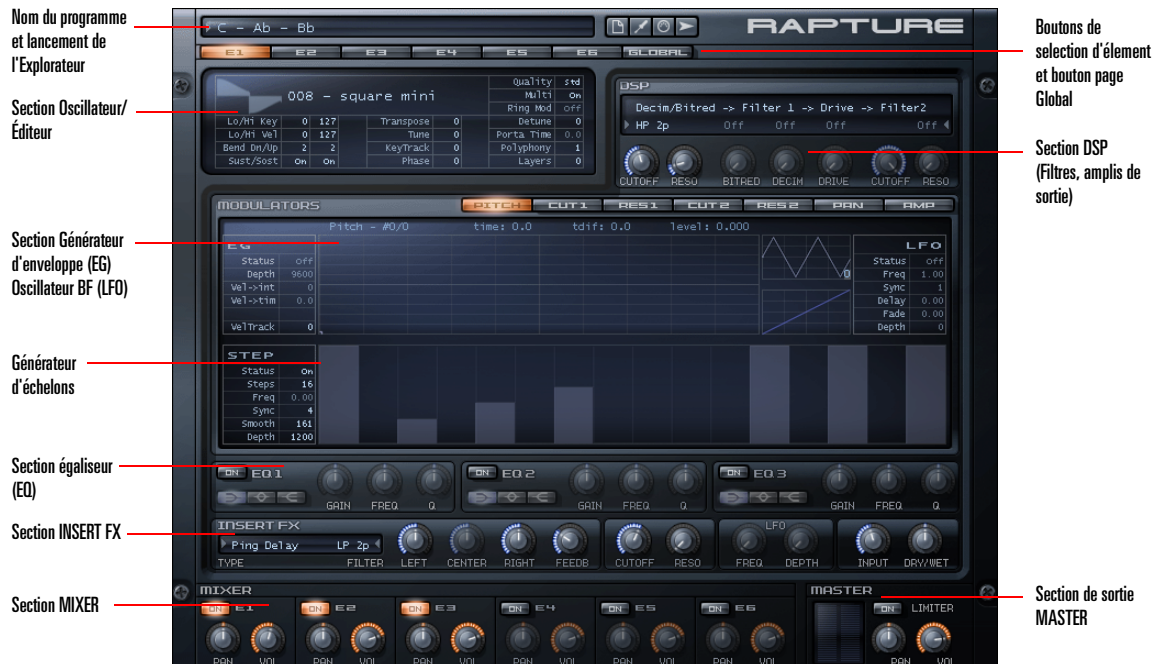 Nom du programme
et lancement de
l'Explorateur
Section Oscillateur/
Éditeur
Section Générateur
d'enveloppe (EG)
Oscillateur BF (LFO)
Générateur
d'échelons
Section égaliseur
(EQ)
Section INSERT FX
Section MIXER
C - Ab - Bb
RAPTURE
E1 E2 E3 E4 E5 E6 GLOBAL
008 - square mini
Quality std
Multi On
Ring Mod Off
Lo/Hi Key 0 127 Transpose 0 Detune 0
Lo/Hi Vel 0 127 Tune 0 Porta Time 0.0
Bend Dn/Up 2 2 KeyTrack 0 Polyphony 1
Sust/Sost On On Phase 0 Layers 0
DSP
Decim/Bitred -> Filter 1 -> Drive -> Filter2
HP 2p Off Off Off Off
CUTOFF RESO BITRED DECIM DRIVE CUTOFF RESO
MODULATORS PITCH CUT1 RES1 CUT2 RES2 PAN AMP
Pitch - #0/0 time: 0.0 tdif: 0.0 level: 0.000
EG
Status Off
Depth 9600
Vel->int 0
Vel->tim 0.0
VelTrack 0
LFO
Status Off
Freq 1.00
Sync 1
Delay 0.00
Fade 0.00
Depth 0
STEP
Status On
Steps 16
Freq 0.00
Sync 4
Smooth 161
Depth 1200
ON EQ1 ON EQ2 ON EQ3
GAIN FREQ Q GAIN FREQ Q GAIN FREQ Q
INSERT FX LFO
Ping Delay LP 2p
TYPE FILTER LEFT CENTER RIGHT FEEDB CUTOFF RESO FREQ DEPTH INPUT DRY/WET
MIXER MASTER
ON E1 ON E2 ON E3 ON E4 ON E5 ON E6 ON LIMITER
PAN VOL PAN VOL PAN VOL PAN VOL PAN VOL PAN VOL PAN VOL
Boutons de
selection d'élement
et bouton page
Global
Section DSP
(Filtres, amplis de
sortie)
Section de sortie
MASTER